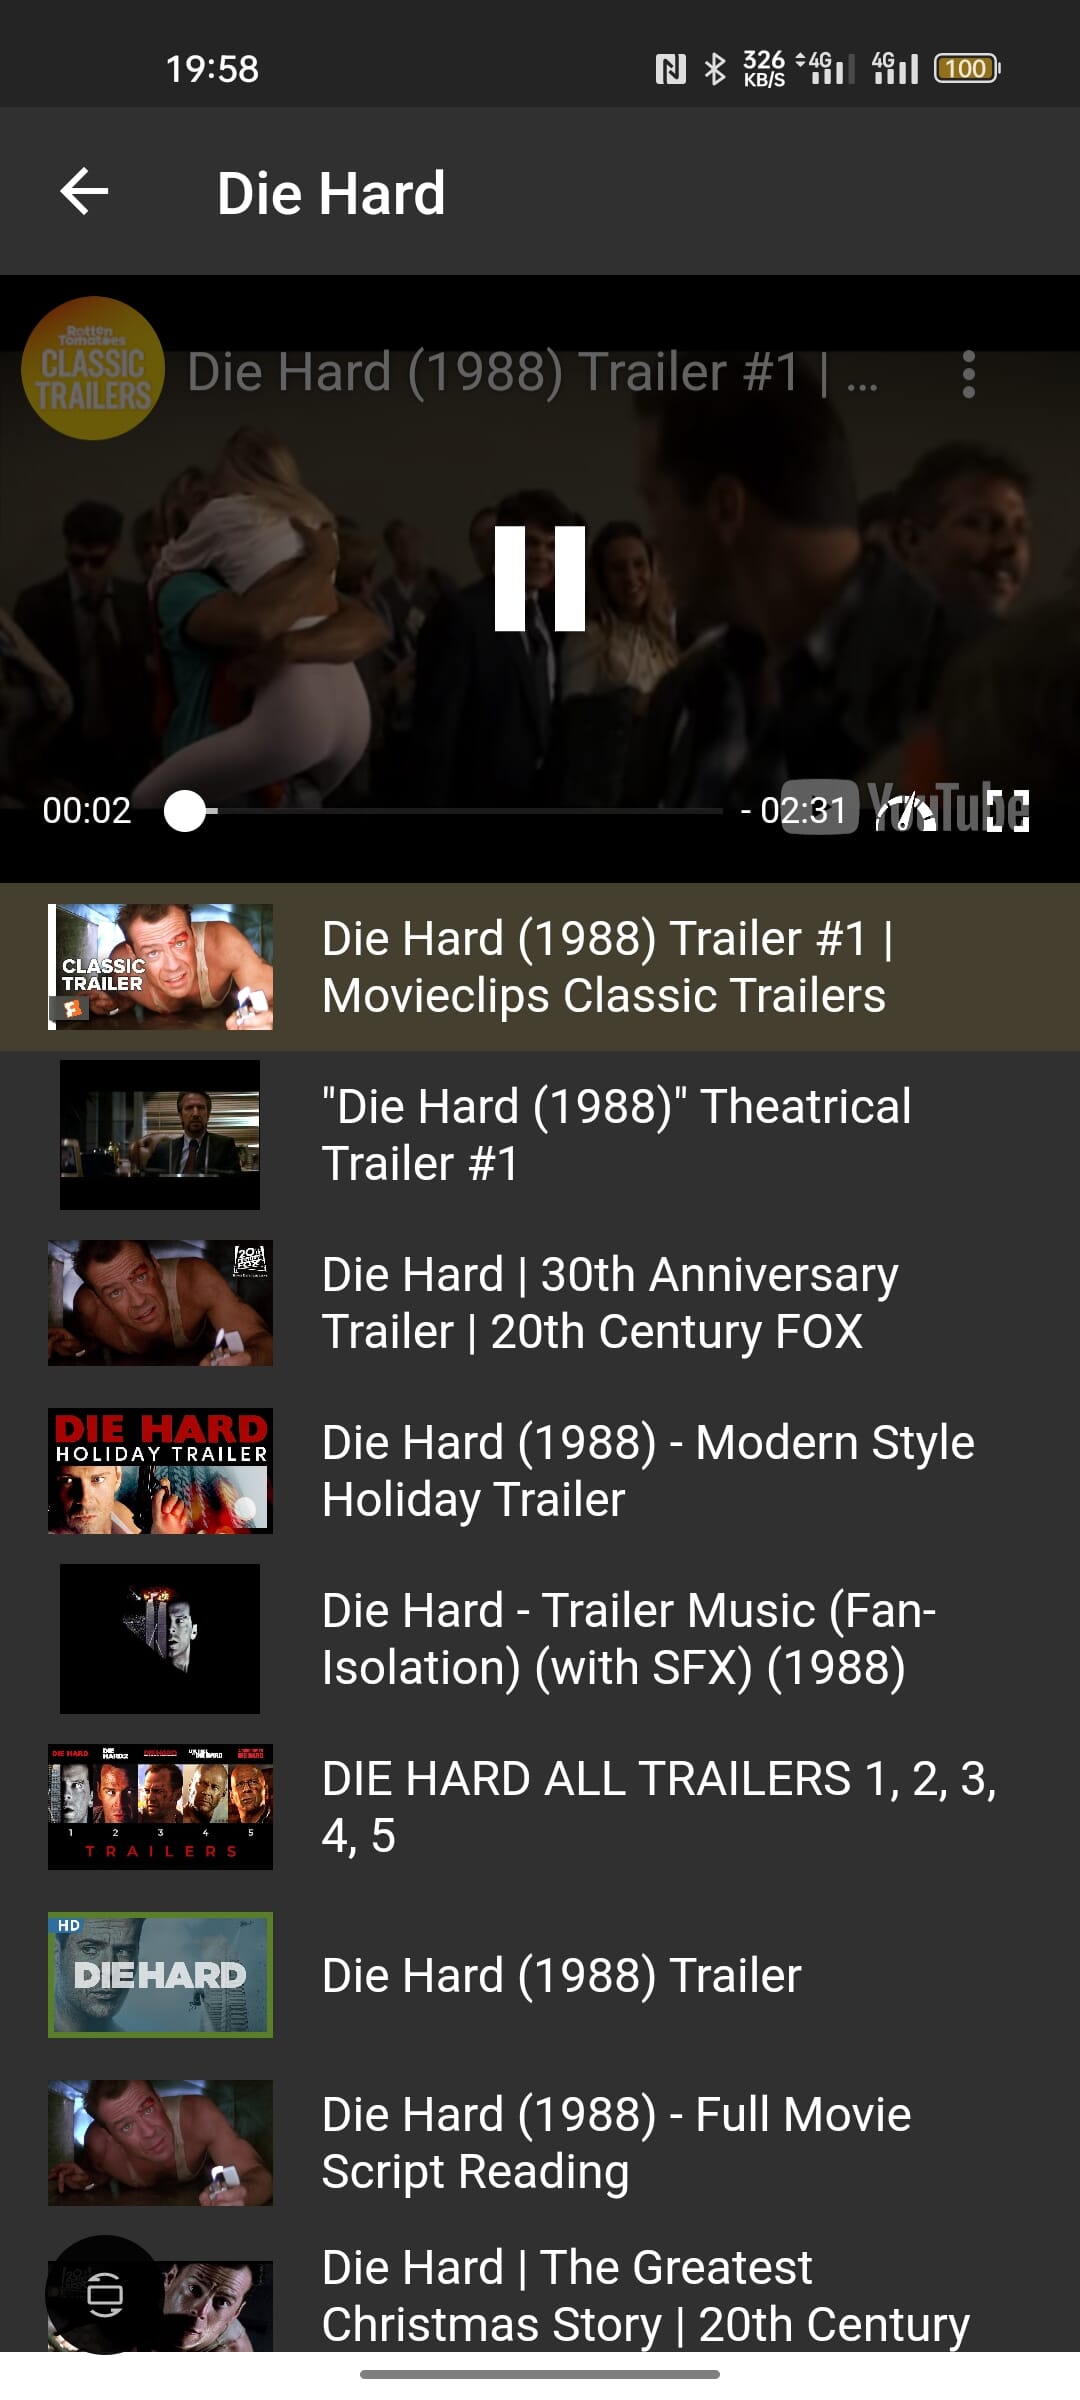 19:58
326
KB/S
4G
4G
100
Die Hard
Rotten
Tomatoes
CLASSIC
TRAILERS
Die Hard (1988) Trailer #1 | ...
00:02
- 02:31
YouTube
CLASSIC
TRAILER
Die Hard (1988) Trailer #1 |
Movieclips Classic Trailers
"Die Hard (1988)" Theatrical
Trailer #1
Die Hard | 30th Anniversary
Trailer | 20th Century FOX
DIE HARD
HOLIDAY TRAILER
Die Hard (1988) - Modern Style
Holiday Trailer
Die Hard - Trailer Music (Fan-
Isolation) (with SFX) (1988)
DIE HARD
DIE HARD2
1 2 3 4 5
TRAILERS
DIE HARD ALL TRAILERS 1, 2, 3,
4, 5
HD
DIE HARD
Die Hard (1988) Trailer
Die Hard (1988) - Full Movie
Script Reading
Die Hard | The Greatest
Christmas Story | 20th Century